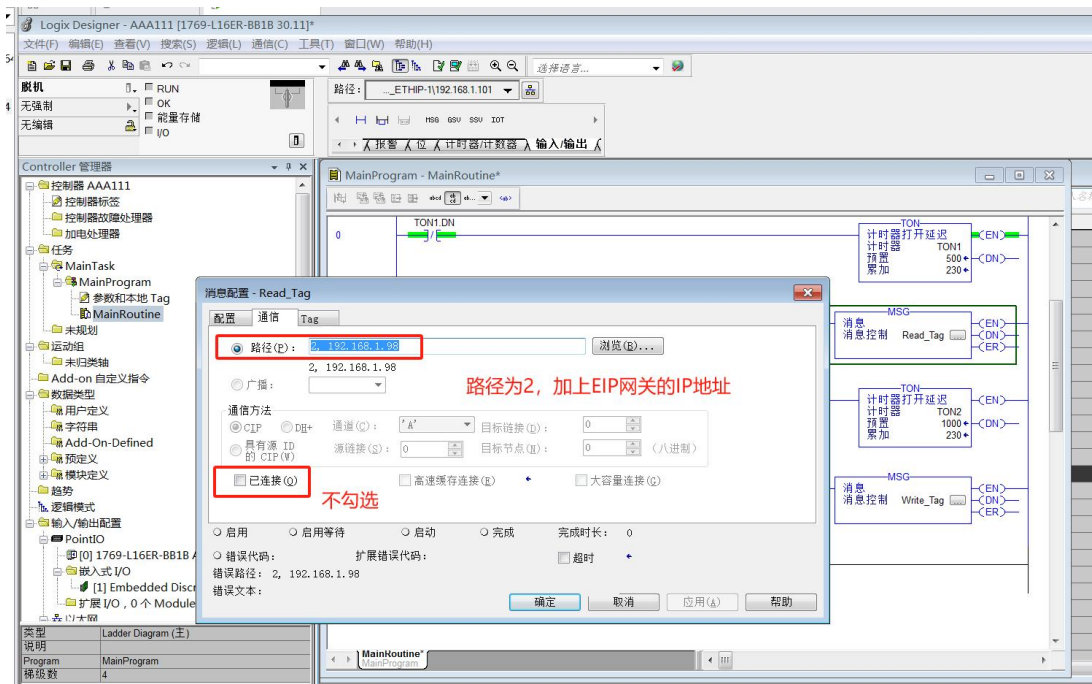 Logix Designer - AAA111 [1769-L16ER-BB1B 30.11]*
文件(F) 编辑(E) 查看(V) 搜索(S) 逻辑(L) 通信(C) 工具(T) 窗口(W) 帮助(H)
选择语言...
脱机
RUN
无强制
OK
能量存储
无编辑
I/O
路径: ..._ETHIP-1\192.168.1.101
MSG GSV SSV IOT
报警 位 计时器/计数器 输入/输出
Controller 管理器
控制器 AAA111
控制器标签
控制器故障处理器
加电处理器
任务
MainTask
MainProgram
参数和本地 Tag
MainRoutine
未规划
运动组
未归类轴
Add-on 自定义指令
数据类型
用户定义
字符串
Add-On-Defined
预定义
模块定义
趋势
逻辑模式
输入/输出配置
PointIO
[0] 1769-L16ER-BB1B
嵌入式 I/O
[1] Embedded Discr
扩展 I/O，0 个 Module
以太网
类型 Ladder Diagram (主)
说明
Program MainProgram
梯级数 4
MainProgram - MainRoutine*
0
TON1.DN
TON
计时器打开延迟
计时器 TON1
预置 500
累加 230
(EN)
(DN)
MSG
消息
消息控制 Read_Tag
(EN)
(DN)
(ER)
TON
计时器打开延迟
计时器 TON2
预置 1000
累加 230
(EN)
(DN)
MSG
消息
消息控制 Write_Tag
(EN)
(DN)
(ER)
MainRoutine*
MainProgram
消息配置 - Read_Tag
配置 通信 Tag
路径(P): 2, 192.168.1.98 浏览(B)...
2, 192.168.1.98
路径为2，加上EIP网关的IP地址
广播:
通信方法
CIP DH+ 通道(C): 'A' 目标链接(D): 0
具有源 ID 的 CIP(W) 源链接(S): 0 目标节点(N): 0 (八进制)
已连接(O) 高速缓存连接(E) 大容量连接(G)
不勾选
启用 启用等待 启动 完成 完成时长: 0
错误代码: 扩展错误代码: 超时
错误路径: 2, 192.168.1.98
错误文本:
确定 取消 应用(A) 帮助